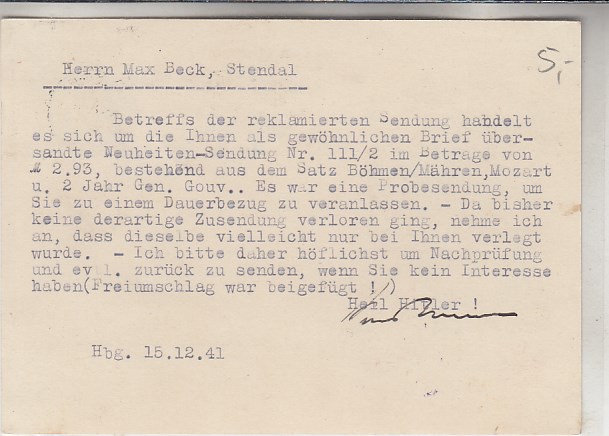 5,-
Herrn Max Beck, Stendal
Betreffs der reklamierten Sendung handelt
es sich um die Ihnen als gewöhnlichen Brief über-
sandte Neuheiten-Sendung Nr. 111/2 im Betrage von
M 2.93, bestehend aus dem Satz Böhmen/Mähren,Mozart
u. 2 Jahr Gen. Gouv.. Es war eine Probesendung, um
Sie zu einem Dauerbezug zu veranlassen. - Da bisher
keine derartige Zusendung verloren ging, nehme ich
an, dass dieselbe vielleicht nur bei Ihnen verlegt
wurde. - Ich bitte daher höflichst um Nachprüfung
und evtl. zurück zu senden, wenn Sie kein Interesse
haben(Freiumschlag war beigefügt !)
Heil Hitler !
Hbg. 15.12.41